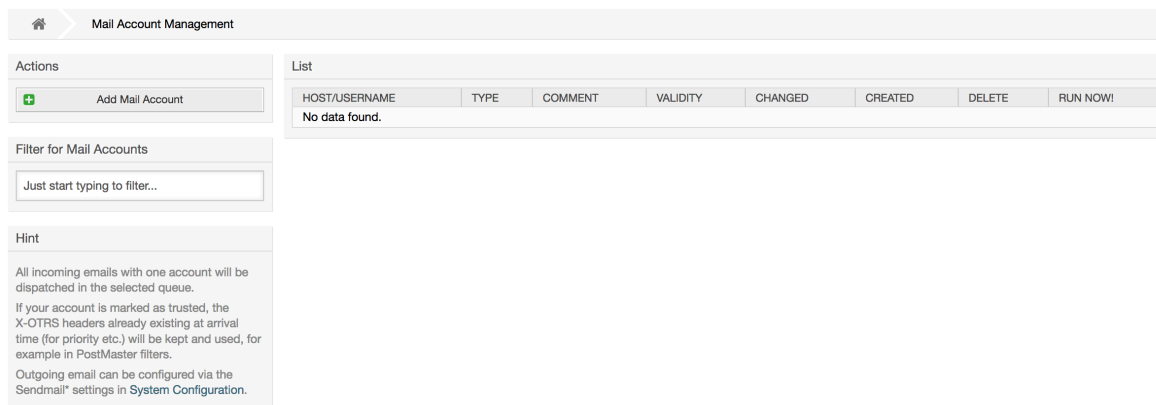 Mail Account Management
Actions
Add Mail Account
Filter for Mail Accounts
Just start typing to filter...
Hint
All incoming emails with one account will be
dispatched in the selected queue.
If your account is marked as trusted, the
X-OTRS headers already existing at arrival
time (for priority etc.) will be kept and used, for
example in PostMaster filters.
Outgoing email can be configured via the
Sendmail* settings in System Configuration.
List
HOST/USERNAME TYPE COMMENT VALIDITY CHANGED CREATED DELETE RUN NOW!
No data found.